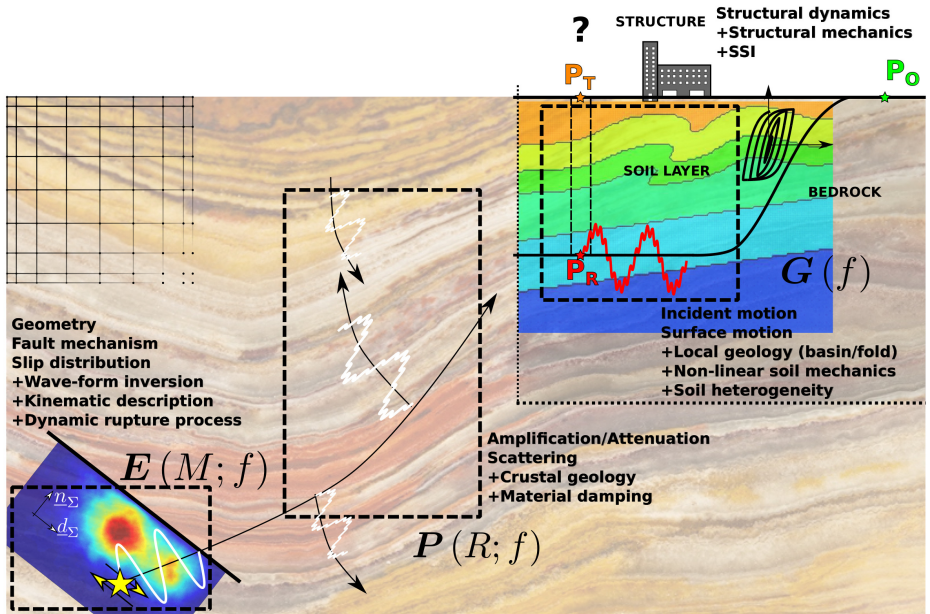 ?
STRUCTURE
Structural dynamics
+Structural mechanics
+SSI
P_T
P_O
SOIL LAYER
BEDROCK
P_R
G (f)
Incident motion
Surface motion
+Local geology (basin/fold)
+Non-linear soil mechanics
+Soil heterogeneity
Geometry
Fault mechanism
Slip distribution
+Wave-form inversion
+Kinematic description
+Dynamic rupture process
E (M; f)
n_Σ
d_Σ
Amplification/Attenuation
Scattering
+Crustal geology
+Material damping
P (R; f)